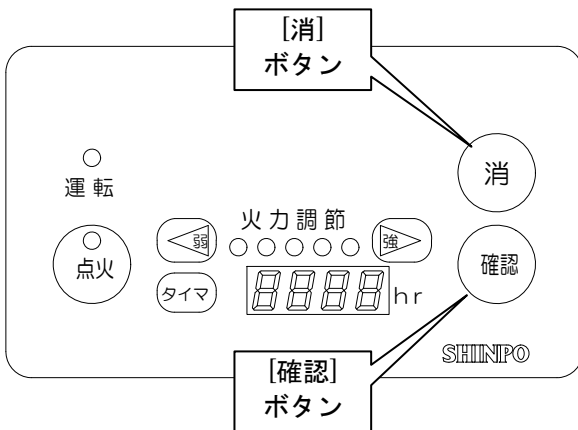 [消]
ボタン
消
運転
火力調節
弱
強
点火
確認
タイマ
8888 hr
SHINPO
[確認]
ボタン